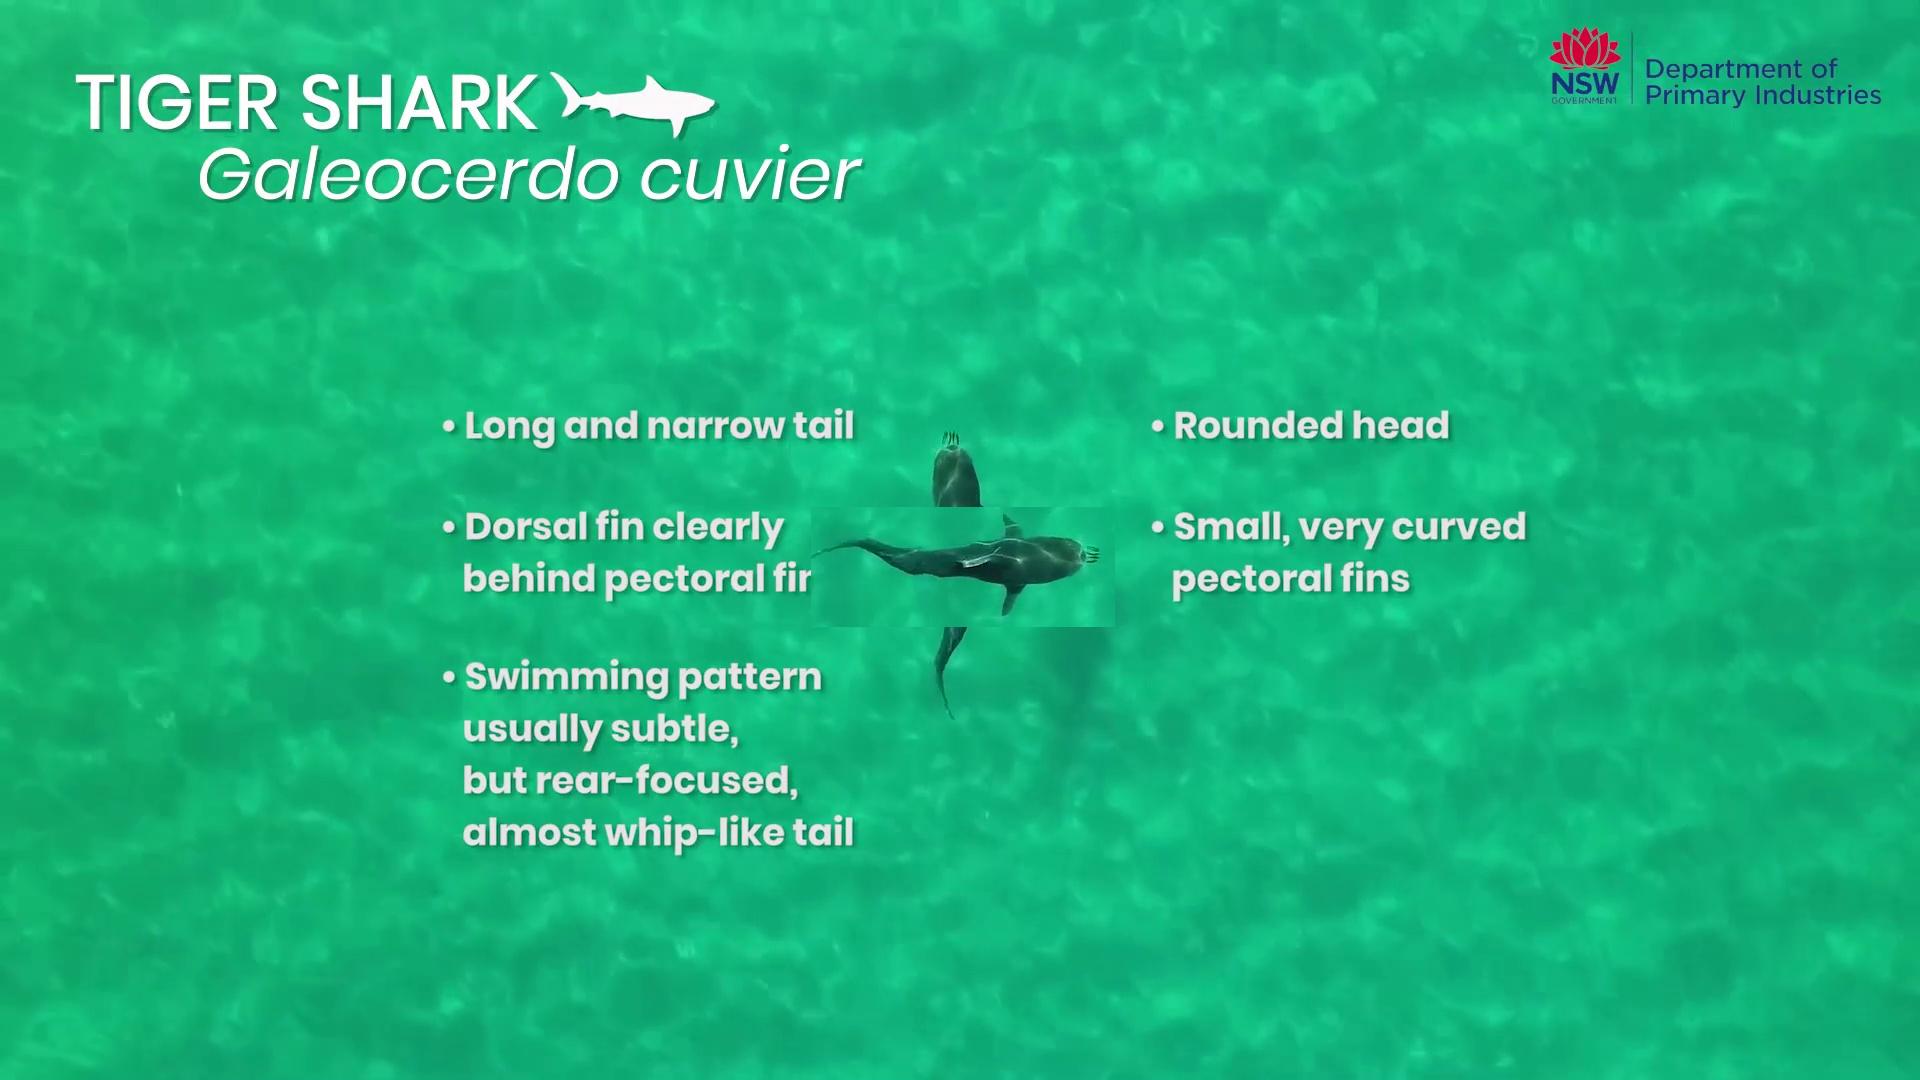 TIGER SHARK
Galeocerdo cuvier
NSW
GOVERNMENT
Department of
Primary Industries
• Long and narrow tail
• Dorsal fin clearly
behind pectoral fi
• Swimming pattern
usually subtle,
but rear-focused,
almost whip-like tail
• Rounded head
• Small, very curved
pectoral fins